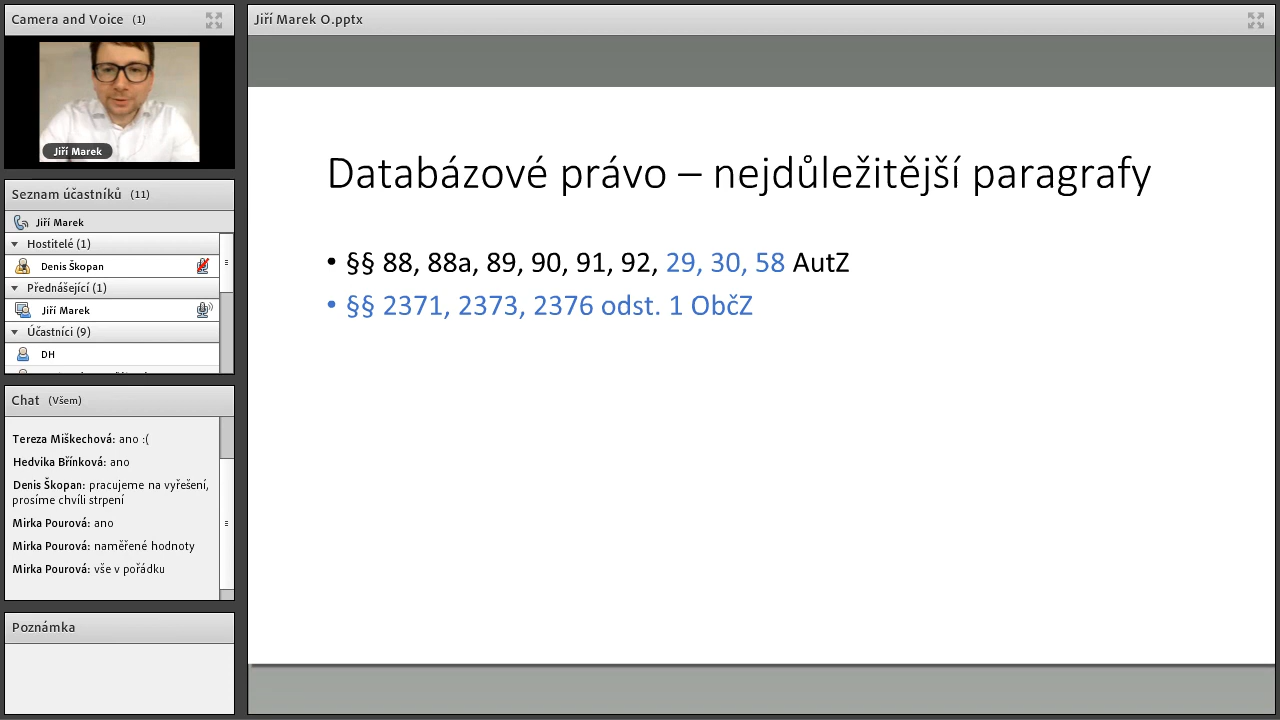 Camera and Voice (1)
Jiří Marek
Seznam účastníků (11)
Jiří Marek
Hostitelé (1)
Denis Škopan
Přednášející (1)
Jiří Marek
Účastníci (9)
DH
Chat (Všem)
Tereza Miškechová: ano :(
Hedvika Břínková: ano
Denis Škopan: pracujeme na vyřešení,
prosíme chvíli strpení
Mirka Pourová: ano
Mirka Pourová: naměřené hodnoty
Mirka Pourová: vše v pořádku
Poznámka
Jiří Marek O.pptx
Databázové právo – nejdůležitější paragrafy
• §§ 88, 88a, 89, 90, 91, 92, 29, 30, 58 AutZ
• §§ 2371, 2373, 2376 odst. 1 ObčZ